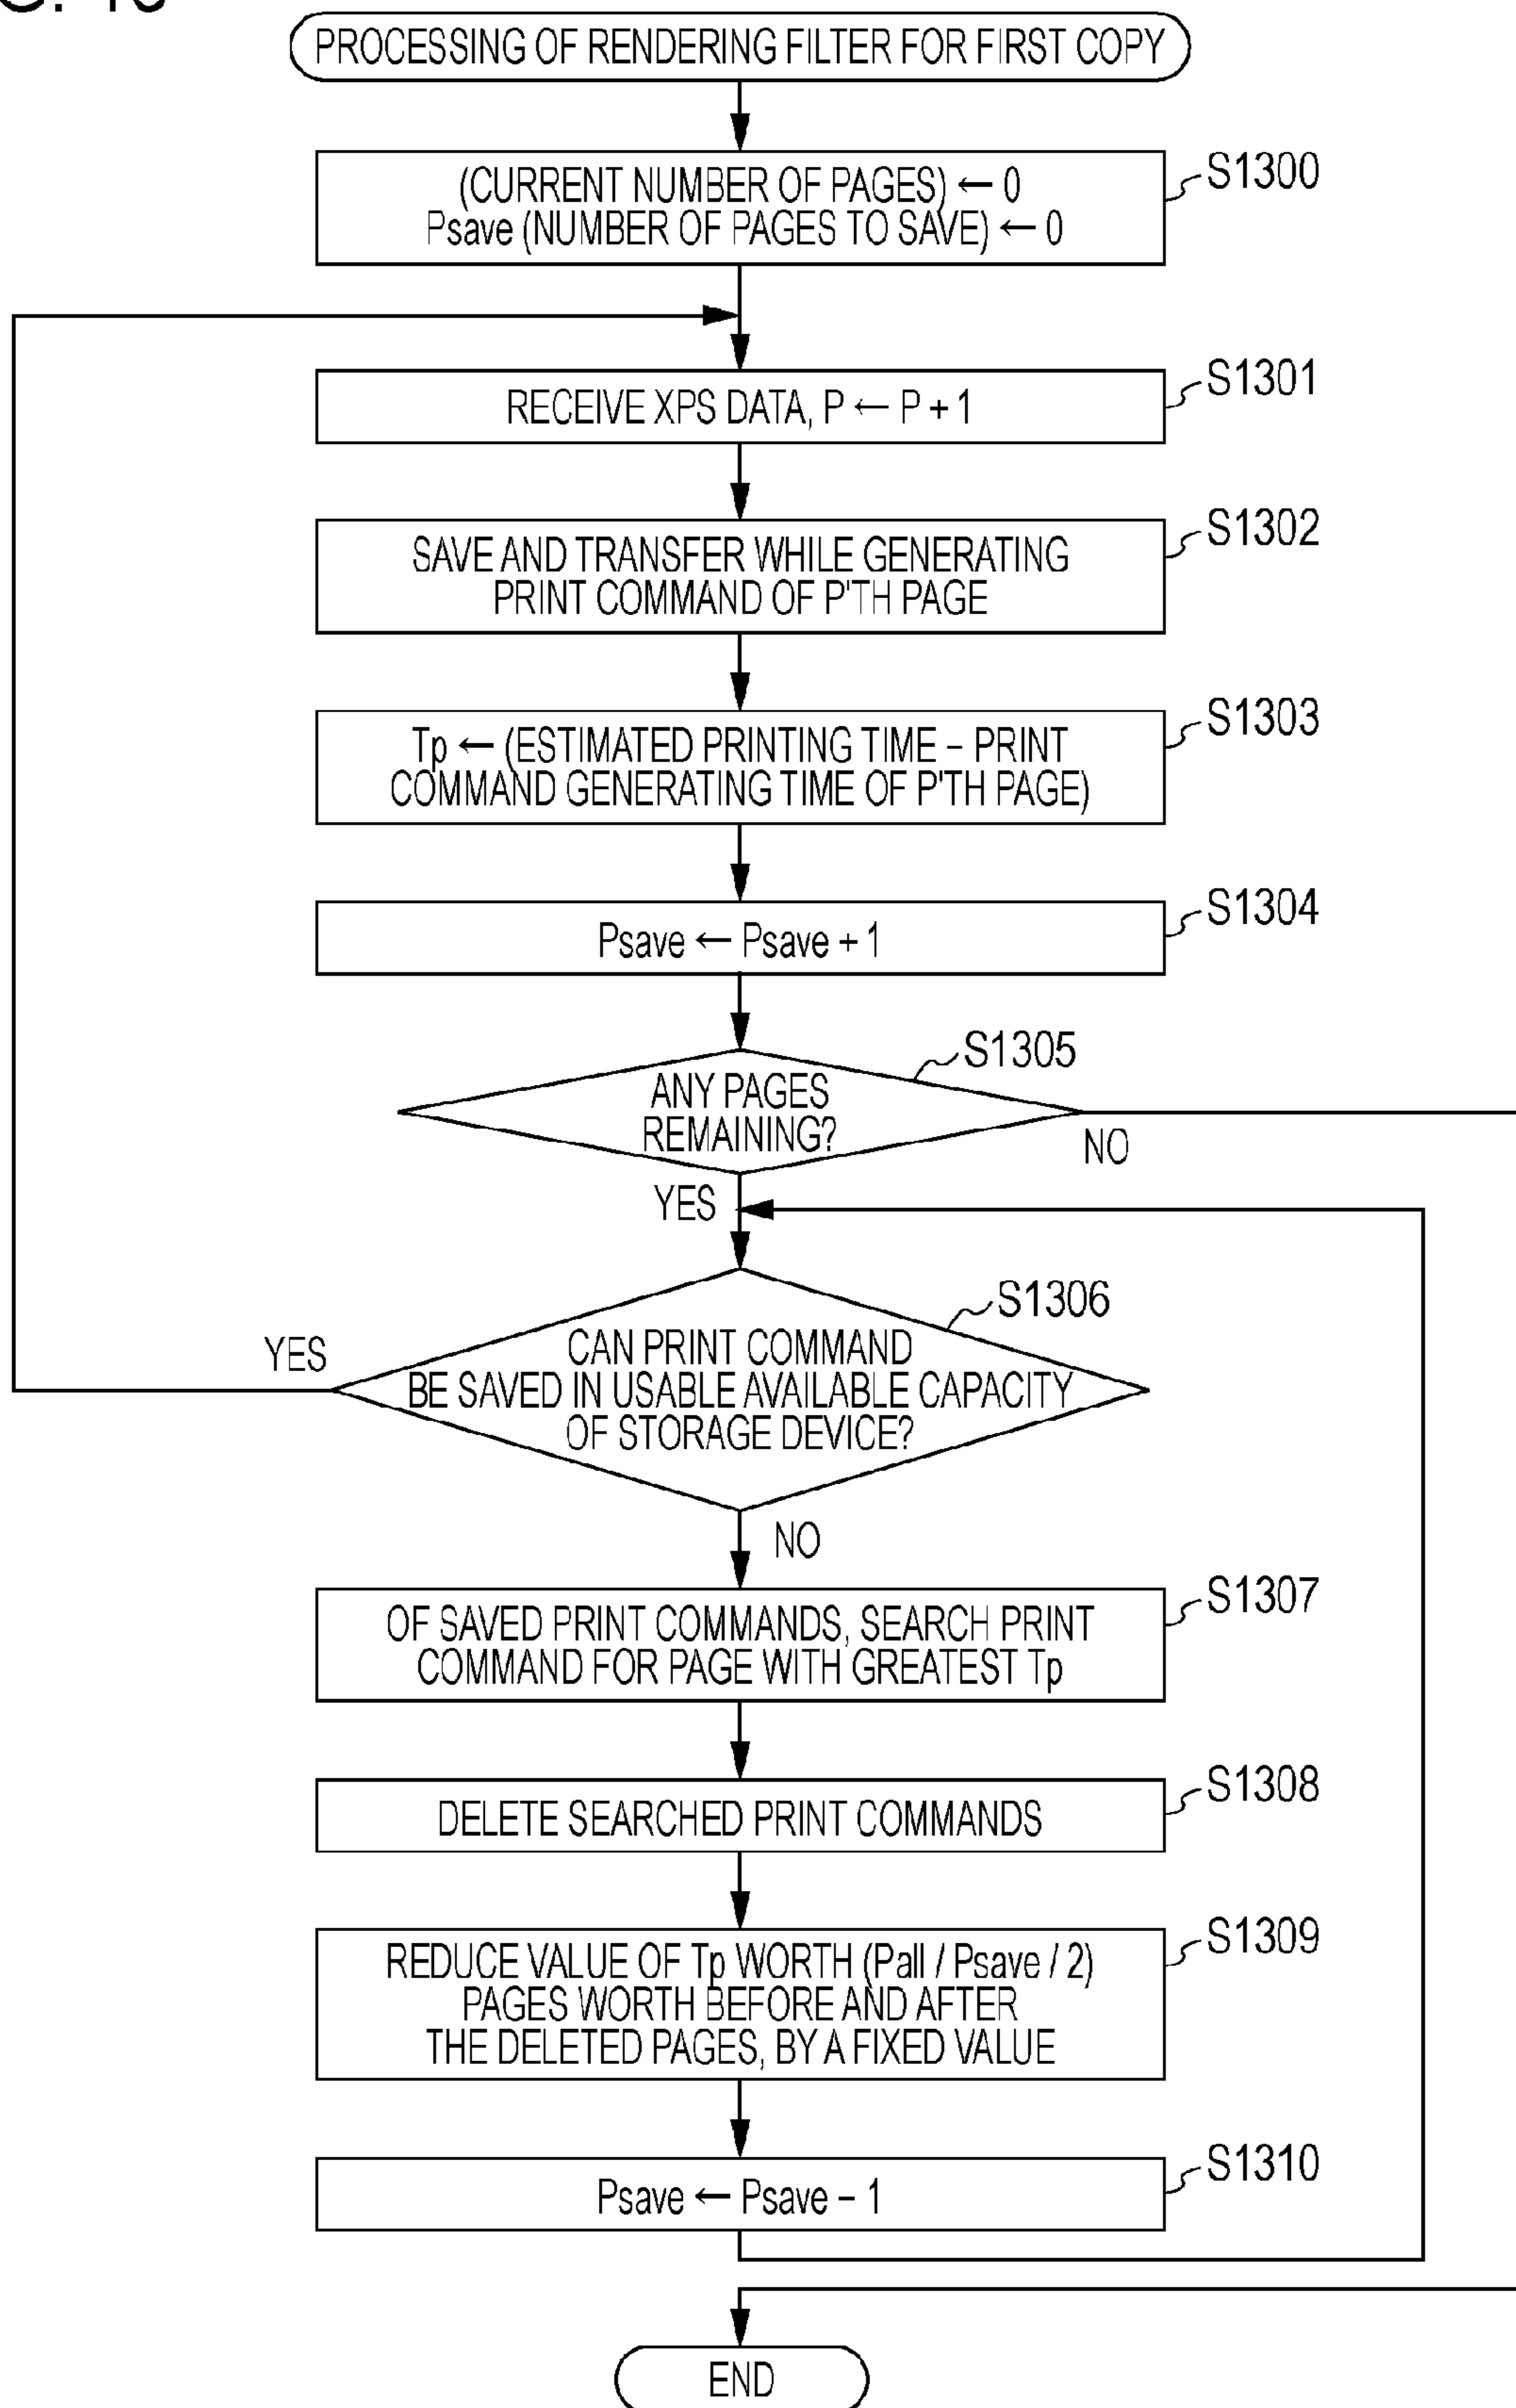 PROCESSING OF RENDERING FILTER FOR FIRST COPY
(CURRENT NUMBER OF PAGES) ← 0
Psave (NUMBER OF PAGES TO SAVE) ← 0
S1300
RECEIVE XPS DATA, P ← P + 1
S1301
SAVE AND TRANSFER WHILE GENERATING
PRINT COMMAND OF P'TH PAGE
S1302
Tp ← (ESTIMATED PRINTING TIME – PRINT
COMMAND GENERATING TIME OF P'TH PAGE)
S1303
Psave ← Psave + 1
S1304
S1305
ANY PAGES
REMAINING?
NO
YES
S1306
CAN PRINT COMMAND
BE SAVED IN USABLE AVAILABLE CAPACITY
OF STORAGE DEVICE?
YES
NO
OF SAVED PRINT COMMANDS, SEARCH PRINT
COMMAND FOR PAGE WITH GREATEST Tp
S1307
DELETE SEARCHED PRINT COMMANDS
S1308
REDUCE VALUE OF Tp WORTH (Pall / Psave / 2)
PAGES WORTH BEFORE AND AFTER
THE DELETED PAGES, BY A FIXED VALUE
S1309
Psave ← Psave – 1
S1310
END